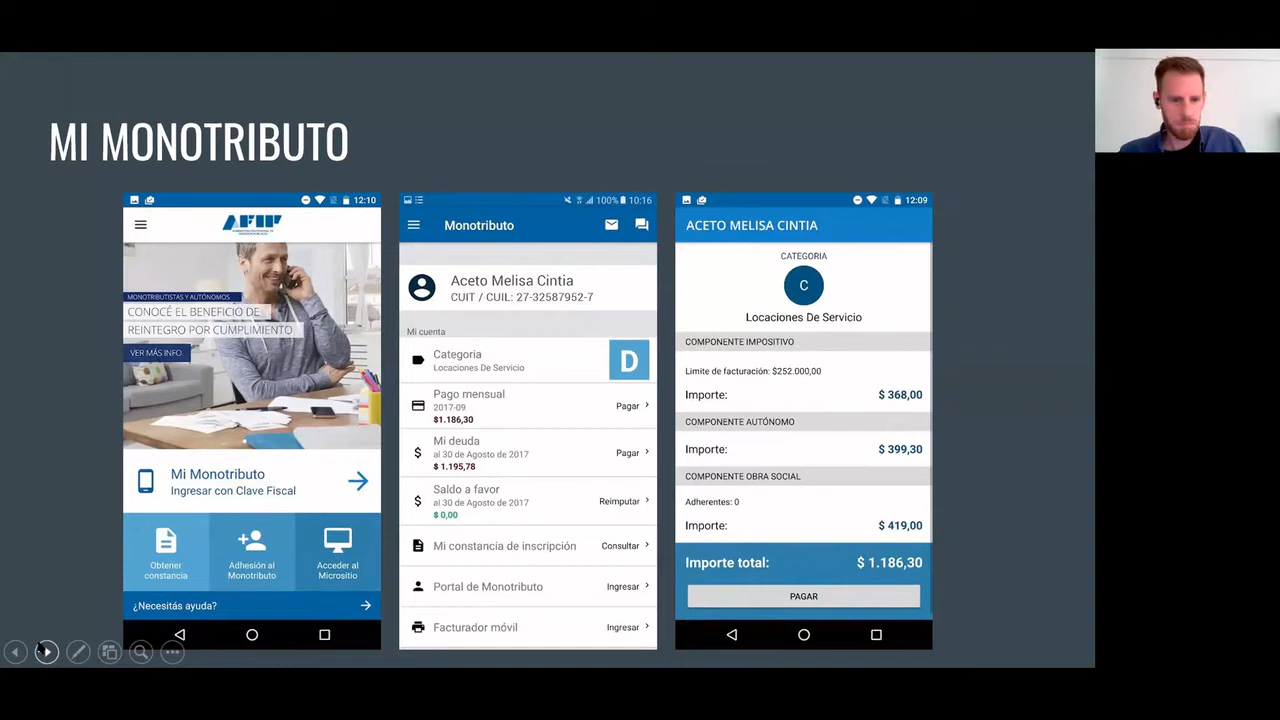 MI MONOTRIBUTO
12:10
AFIP
MONOTRIBUTISTAS Y AUTÓNOMOS
CONOCÉ EL BENEFICIO DE
REINTEGRO POR CUMPLIMIENTO
VER MÁS INFO
Mi Monotributo
Ingresar con Clave Fiscal
Obtener
constancia
Adhesión al
Monotributo
Acceder al
Micrositio
¿Necesitás ayuda?
100% 10:16
Monotributo
Aceto Melisa Cintia
CUIT / CUIL: 27-32587952-7
Mi cuenta
Categoria
Locaciones De Servicio
D
Pago mensual
2017-09
$1.186,30
Pagar
Mi deuda
al 30 de Agosto de 2017
$ 1.195,78
Pagar
Saldo a favor
al 30 de Agosto de 2017
$ 0,00
Reimputar
Mi constancia de inscripción
Consultar
Portal de Monotributo
Ingresar
Facturador móvil
Ingresar
12:09
ACETO MELISA CINTIA
CATEGORIA
C
Locaciones De Servicio
COMPONENTE IMPOSITIVO
Limite de facturación: $252.000,00
Importe: $ 368,00
COMPONENTE AUTÓNOMO
Importe: $ 399,30
COMPONENTE OBRA SOCIAL
Adherentes: 0
Importe: $ 419,00
Importe total: $ 1.186,30
PAGAR